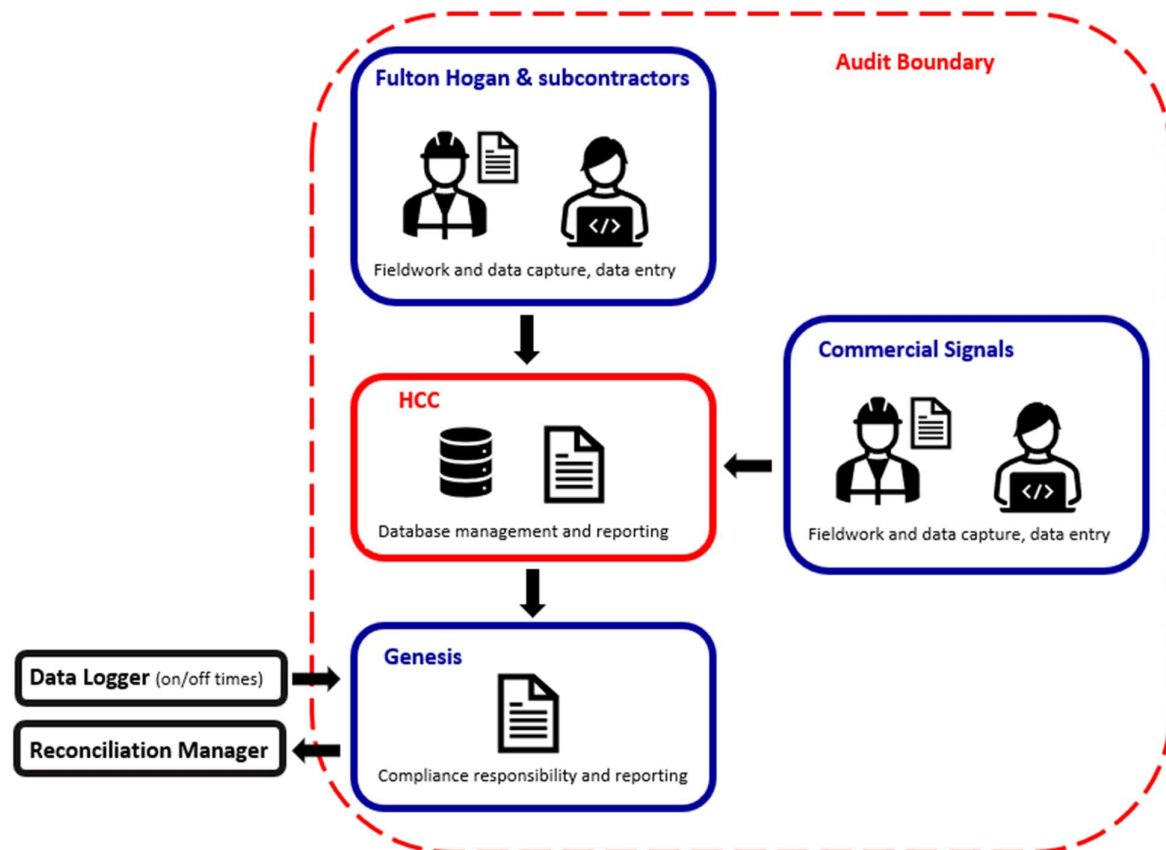 Audit Boundary
Fulton Hogan & subcontractors
</>
Fieldwork and data capture, data entry
Commercial Signals
</>
Fieldwork and data capture, data entry
HCC
Database management and reporting
Genesis
Compliance responsibility and reporting
Data Logger (on/off times)
Reconciliation Manager